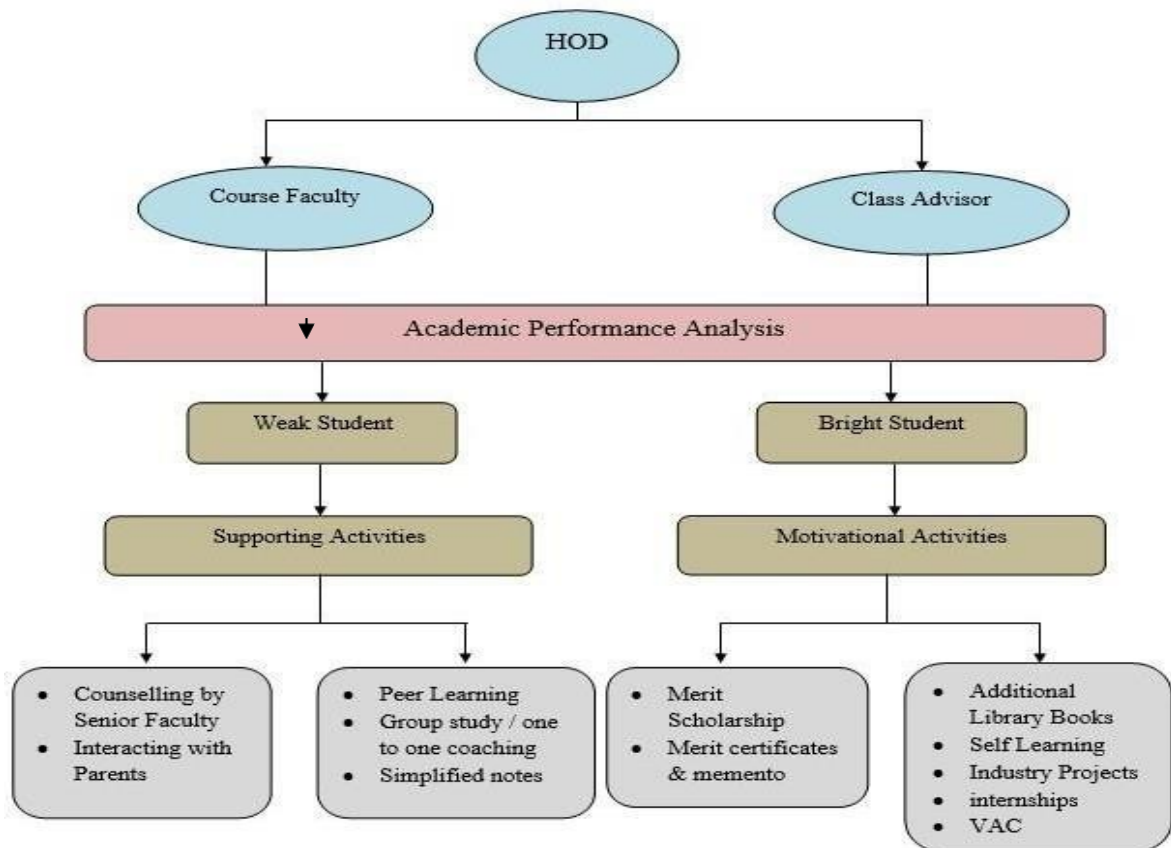 HOD
Course Faculty
Class Advisor
Academic Performance Analysis
Weak Student
Bright Student
Supporting Activities
Motivational Activities
• Counselling by
Senior Faculty
• Interacting with
Parents
• Peer Learning
• Group study / one
to one coaching
• Simplified notes
• Merit
Scholarship
• Merit certificates
& memento
• Additional
Library Books
• Self Learning
• Industry Projects
• internships
• VAC